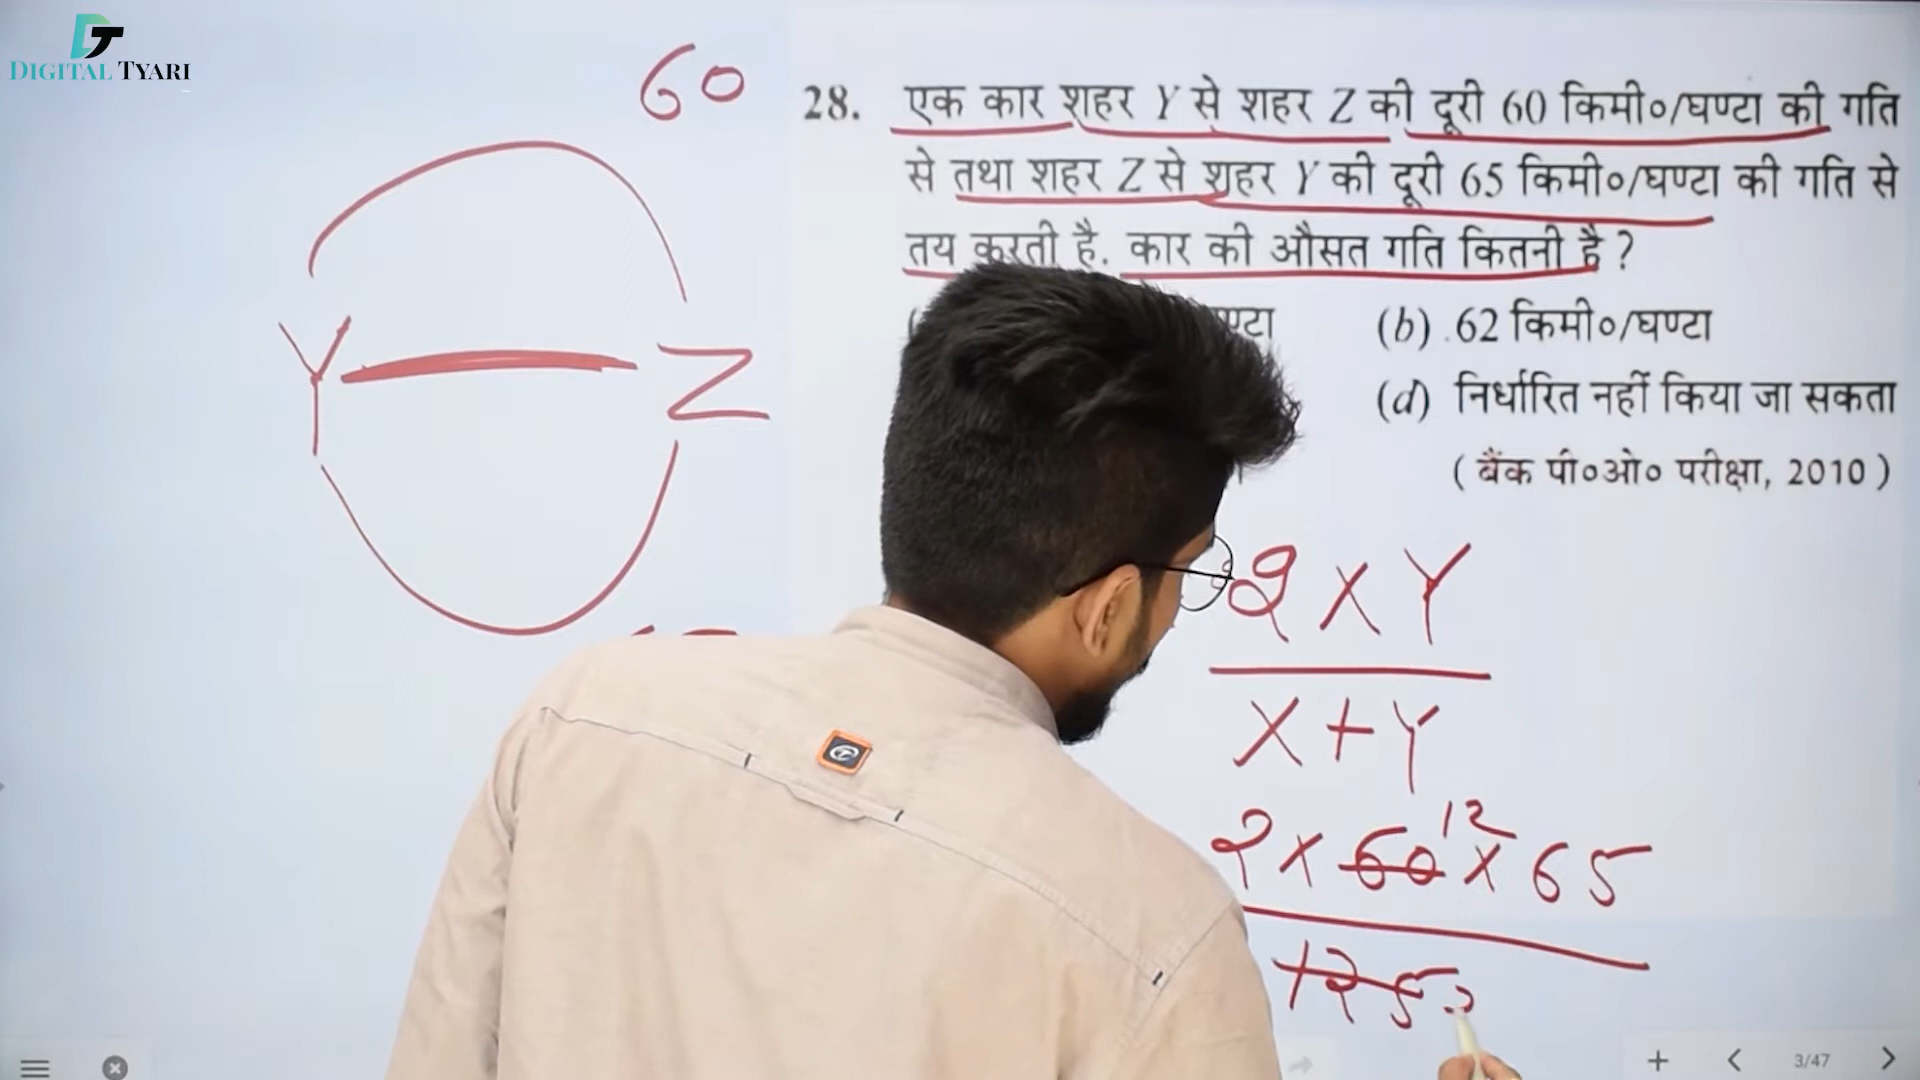 DIGITAL TYARI
60
28. एक कार शहर Y से शहर Z की दूरी 60 किमी०/घण्टा की गति
से तथा शहर Z से शहर Y की दूरी 65 किमी०/घण्टा की गति से
तय करती है. कार की औसत गति कितनी है ?
(b) .62 किमी०/घण्टा
Y Z
(d) निर्धारित नहीं किया जा सकता
( बैंक पी०ओ० परीक्षा, 2010 )
2 X Y
X + Y
12
2 x 60 x 65
125
3/47